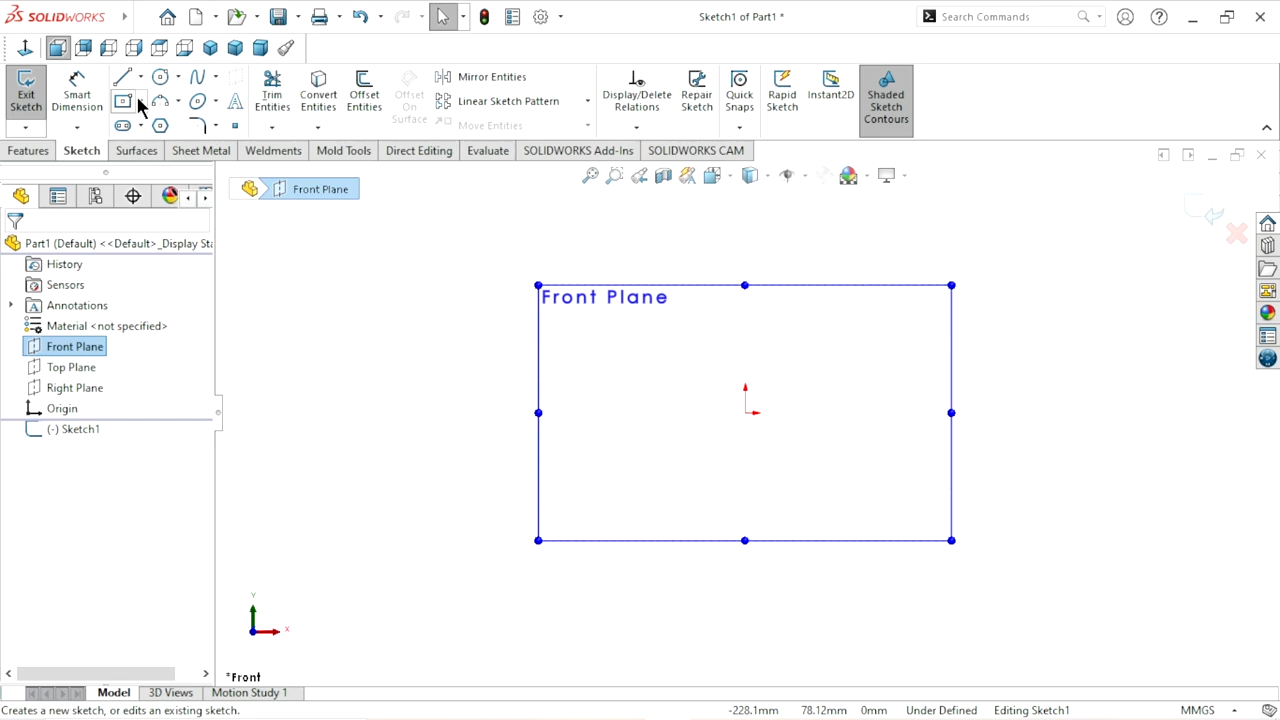 SOLIDWORKS
Sketch1 of Part1 *
Search Commands
Exit Sketch
Smart Dimension
Trim Entities
Convert Entities
Offset Entities
Offset On Surface
Mirror Entities
Linear Sketch Pattern
Move Entities
Display/Delete Relations
Repair Sketch
Quick Snaps
Rapid Sketch
Instant2D
Shaded Sketch Contours
Features
Sketch
Surfaces
Sheet Metal
Weldments
Mold Tools
Direct Editing
Evaluate
SOLIDWORKS Add-Ins
SOLIDWORKS CAM
Front Plane
Part1 (Default) <<Default>_Display Sta
History
Sensors
Annotations
Material <not specified>
Front Plane
Top Plane
Right Plane
Origin
(-) Sketch1
Front Plane
Y
X
*Front
Model
3D Views
Motion Study 1
Creates a new sketch, or edits an existing sketch.
-228.1mm
78.12mm
0mm
Under Defined
Editing Sketch1
MMGS